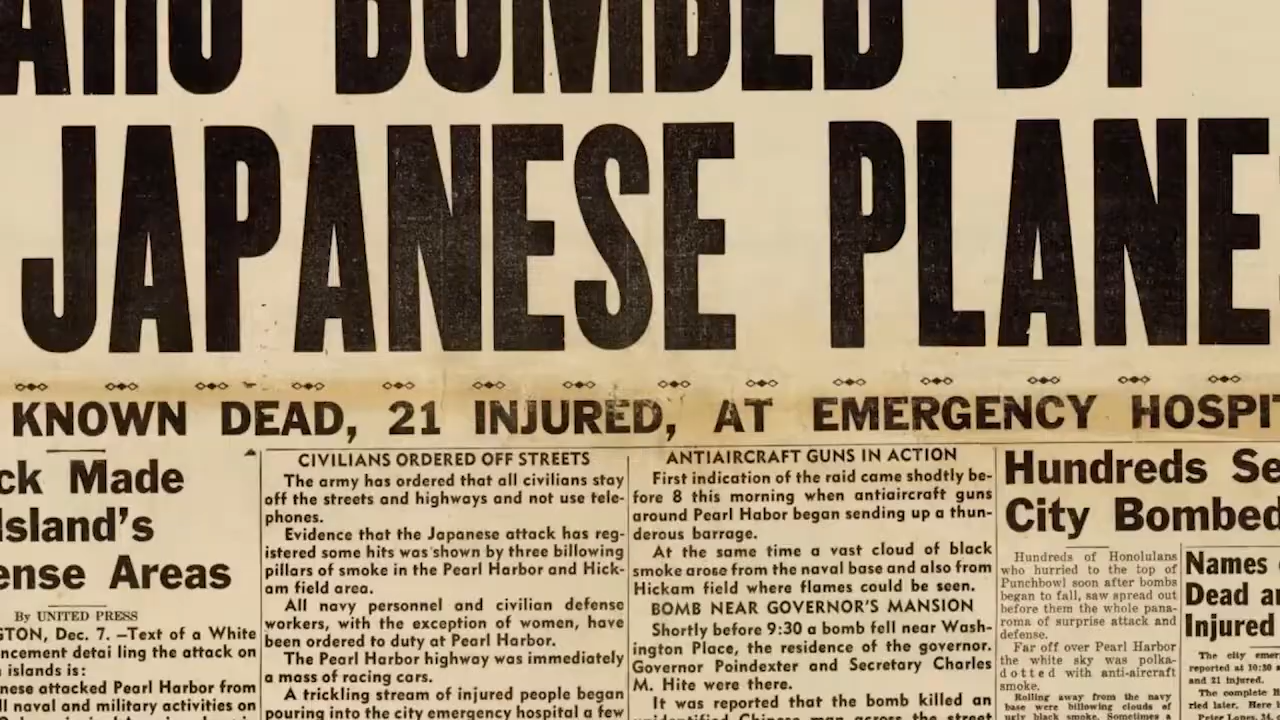 AHU BOMBED BY
JAPANESE PLANE
KNOWN DEAD, 21 INJURED, AT EMERGENCY HOSPIT
ck Made
Island's
ense Areas
By UNITED PRESS
GTON, Dec. 7. —Text of a White
ncement detai ling the attack on
islands is:
nese attacked Pearl Harbor from
ll naval and military activities on
CIVILIANS ORDERED OFF STREETS
The army has ordered that all civilians stay
off the streets and highways and not use tele-
phones.
Evidence that the Japanese attack has reg-
istered some hits was shown by three billowing
pillars of smoke in the Pearl Harbor and Hick-
am field area.
All navy personnel and civilian defense
workers, with the exception of women, have
been ordered to duty at Pearl Harbor.
The Pearl Harbor highway was immediately
a mass of racing cars.
A trickling stream of injured people began
pouring into the city emergency hospital a few
ANTIAIRCRAFT GUNS IN ACTION
First indication of the raid came shodtly be-
fore 8 this morning when antiaircraft guns
around Pearl Habor began sending up a thun-
derous barrage.
At the same time a vast cloud of black
smoke arose from the naval base and also from
Hickam field where flames could be seen.
BOMB NEAR GOVERNOR'S MANSION
Shortly before 9:30 a bomb fell near Wash-
ington Place, the residence of the governor.
Governor Poindexter and Secretary Charles
M. Hite were there.
It was reported that the bomb killed an
unidentified Chinese man across the street
Hundreds Se
City Bombed
Hundreds of Honolulans
who hurried to the top of
Punchbowl soon after bombs
began to fall, saw spread out
before them the whole pana-
roma of surprise attack and
defense.
Far off over Pearl Harbor
the white sky was polka-
dotted with anti-aircraft
smoke.
Rolling away from the navy
base were billowing clouds of
ugly black smoke. Sometimes a
Names
Dead an
Injured
The city emer
reported at 10:30
and 21 injured.
The complete
ried later. Here